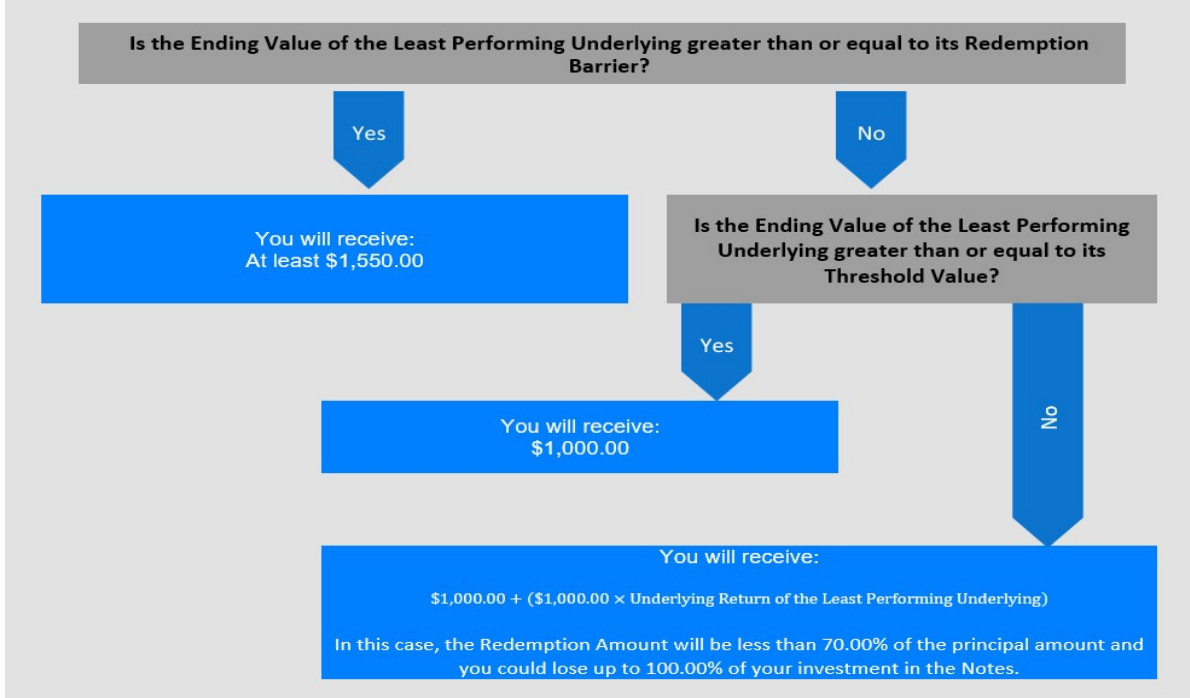 Is the Ending Value of the Least Performing Underlying greater than or equal to its Redemption
Barrier?
Yes
No
You will receive:
At least $1,550.00
Is the Ending Value of the Least Performing
Underlying greater than or equal to its
Threshold Value?
Yes
No
You will receive:
$1,000.00
You will receive:
$1,000.00 + ($1,000.00 × Underlying Return of the Least Performing Underlying)
In this case, the Redemption Amount will be less than 70.00% of the principal amount and
you could lose up to 100.00% of your investment in the Notes.